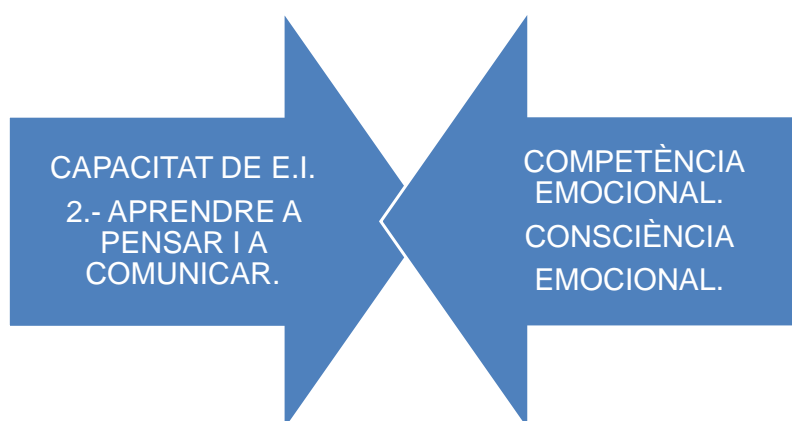 CAPACITAT DE E.I.
2.- APRENDRE A
PENSAR I A
COMUNICAR.
COMPETÈNCIA
EMOCIONAL.
CONSCIÈNCIA
EMOCIONAL.